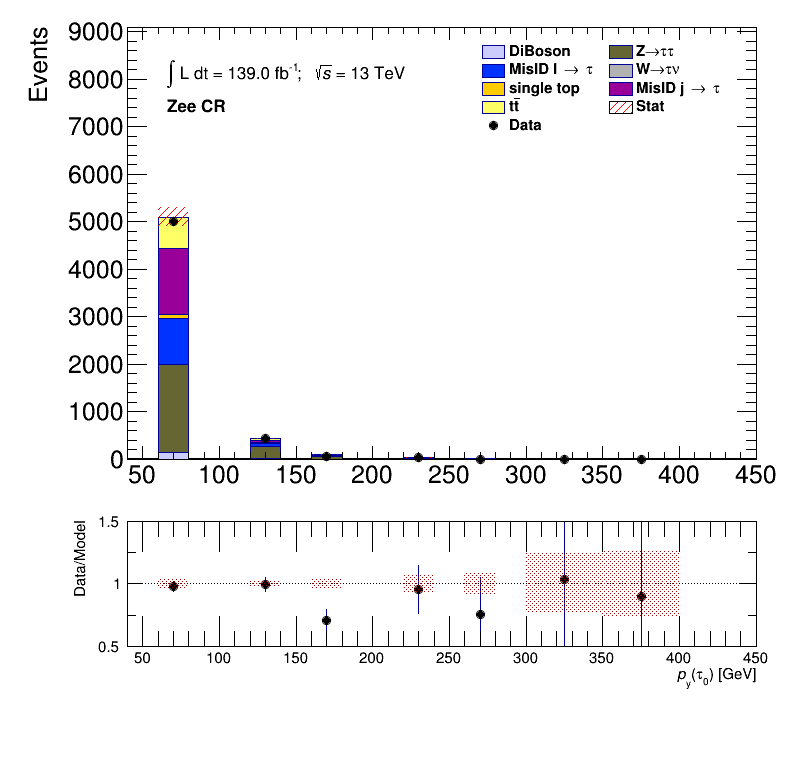 Events
9000
8000
7000
6000
5000
4000
3000
2000
1000
0
∫ L dt = 139.0 fb⁻¹; √s = 13 TeV
Zee CR
DiBoson
MisID l → τ
single top
tt̄
Data
Z→ττ
W→τν
MisID j → τ
Stat
50 100 150 200 250 300 350 400 450
Data/Model
1.5
1
0.5
50 100 150 200 250 300 350 400 450
p_y(τ_0) [GeV]